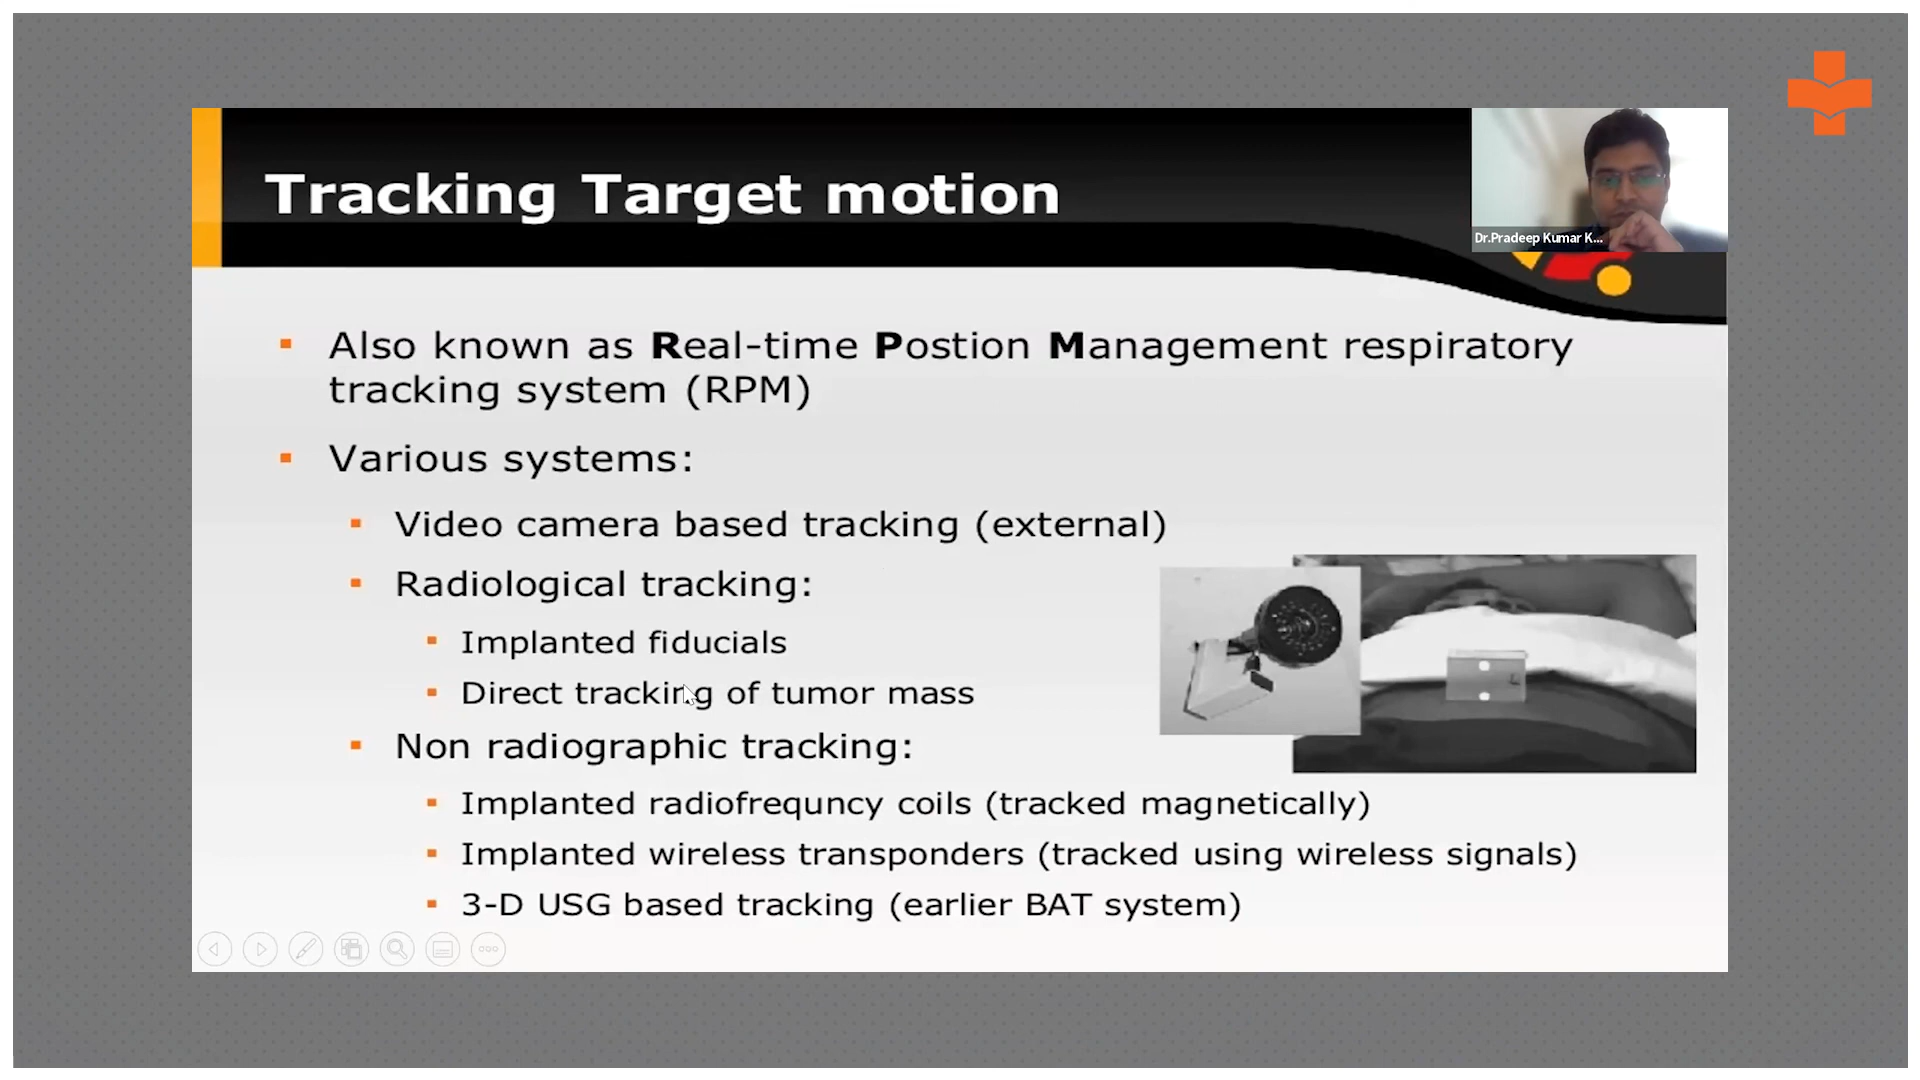 Tracking Target motion
Dr.Pradeep Kumar K...
Also known as Real-time Postion Management respiratory
tracking system (RPM)
Various systems:
Video camera based tracking (external)
Radiological tracking:
Implanted fiducials
Direct tracking of tumor mass
Non radiographic tracking:
Implanted radiofrequncy coils (tracked magnetically)
Implanted wireless transponders (tracked using wireless signals)
3-D USG based tracking (earlier BAT system)